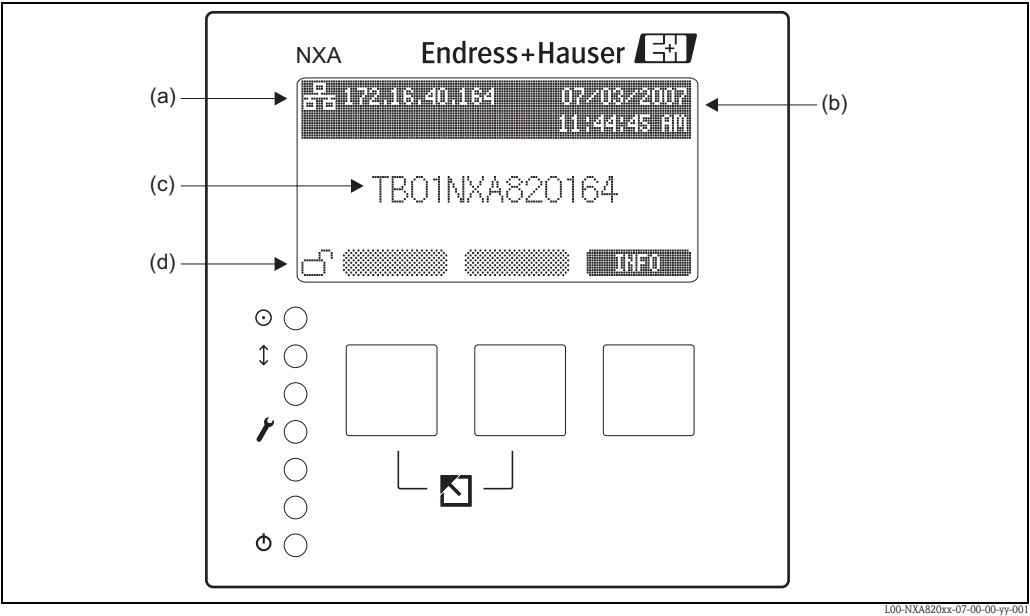 NXA Endress+Hauser
(a) 172.16.40.164 07/03/2007 (b)
11:44:45 AM
(c) TB01NXA820164
(d) INFO
L00-NXA820xx-07-00-00-yy-001